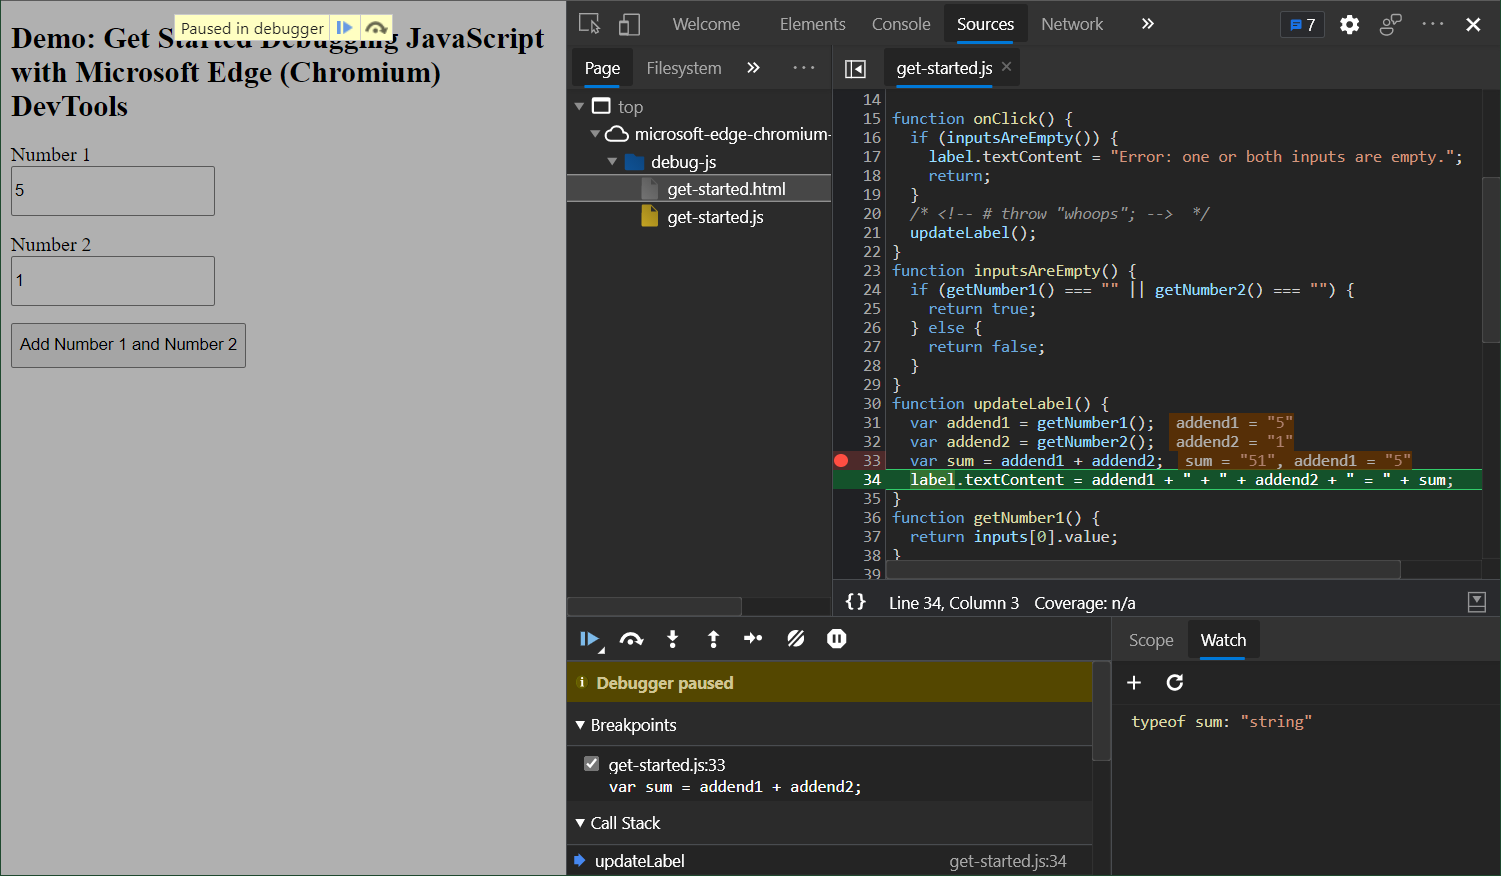 Paused in debugger
Demo: Get Started Debugging JavaScript
with Microsoft Edge (Chromium)
DevTools
Number 1
5
Number 2
1
Add Number 1 and Number 2
Welcome Elements Console Sources Network » 7 ···
Page Filesystem » ···
get-started.js ×
top
microsoft-edge-chromium-
debug-js
get-started.html
get-started.js
14
15 function onClick() {
16 if (inputsAreEmpty()) {
17 label.textContent = "Error: one or both inputs are empty.";
18 return;
19 }
20 /* <!-- # throw "whoops"; -->  */
21 updateLabel();
22 }
23 function inputsAreEmpty() {
24 if (getNumber1() === "" || getNumber2() === "") {
25 return true;
26 } else {
27 return false;
28 }
29 }
30 function updateLabel() {
31 var addend1 = getNumber1(); addend1 = "5"
32 var addend2 = getNumber2(); addend2 = "1"
33 var sum = addend1 + addend2; sum = "51", addend1 = "5"
34 label.textContent = addend1 + " + " + addend2 + " = " + sum;
35 }
36 function getNumber1() {
37 return inputs[0].value;
38 }
39
{} Line 34, Column 3 Coverage: n/a
Debugger paused
Breakpoints
get-started.js:33
var sum = addend1 + addend2;
Call Stack
updateLabel get-started.js:34
Scope Watch
typeof sum: "string"